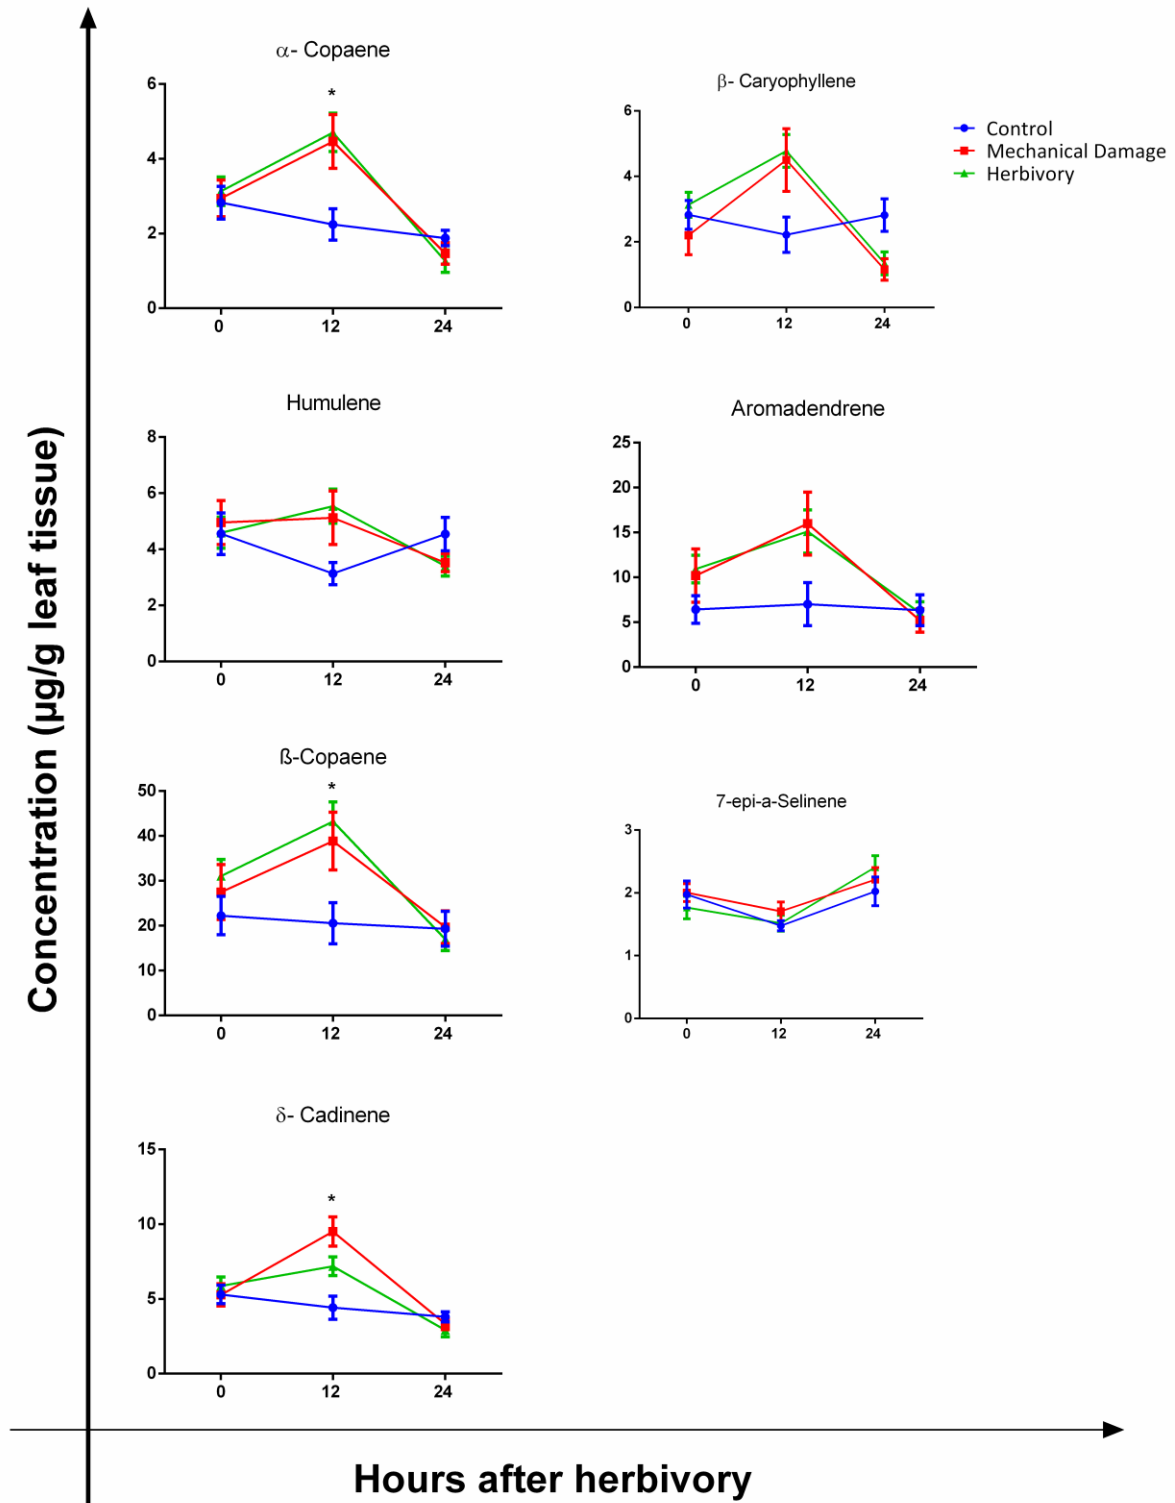 α- Copaene
6
*
4
2
0
0 12 24
β- Caryophyllene
6
4
2
0
0 12 24
Control
Mechanical Damage
Herbivory
Humulene
8
6
4
2
0
0 12 24
Aromadendrene
25
20
15
10
5
0
0 12 24
ß-Copaene
50
*
40
30
20
10
0
0 12 24
7-epi-a-Selinene
3
2
1
0
0 12 24
δ- Cadinene
15
*
10
5
0
0 12 24
Concentration (µg/g leaf tissue)
Hours after herbivory